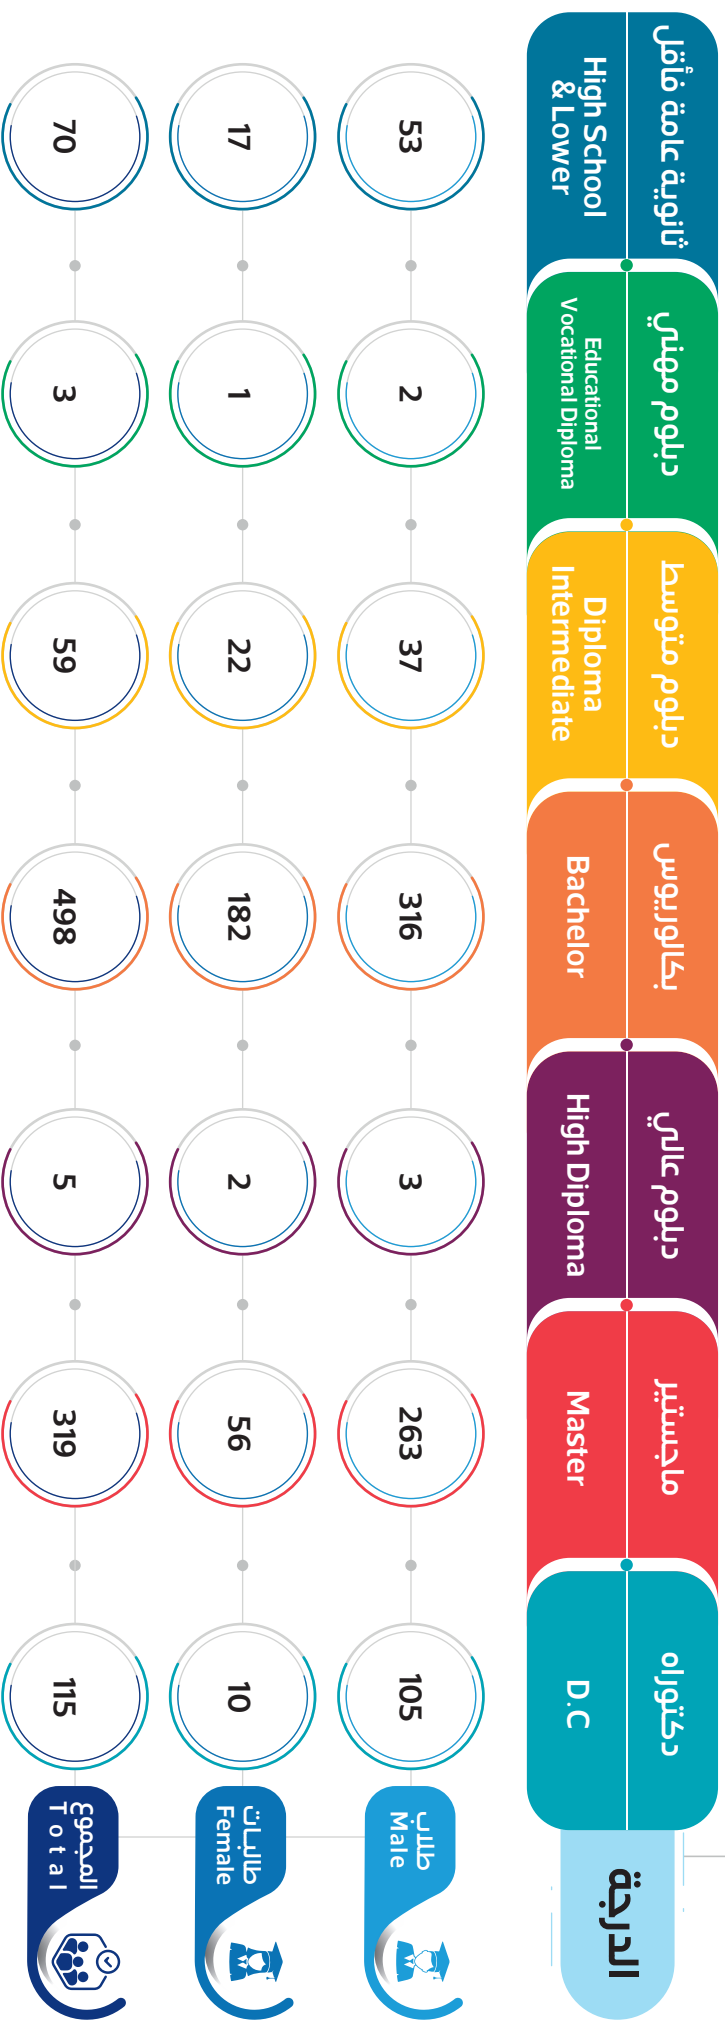 الدرجة
دكتوراه
D.C
ماجستير
Master
دبلوم عالي
High Diploma
بكالوريوس
Bachelor
دبلوم متوسط
Diploma
Intermediate
دبلوم مهني
Educational
Vocational Diploma
ثانوية عامة فأقل
High School
& Lower
طلاب
Male
105
263
3
316
37
2
53
طالبـات
Female
10
56
2
182
22
1
17
المجموع
Total
115
319
5
498
59
3
70